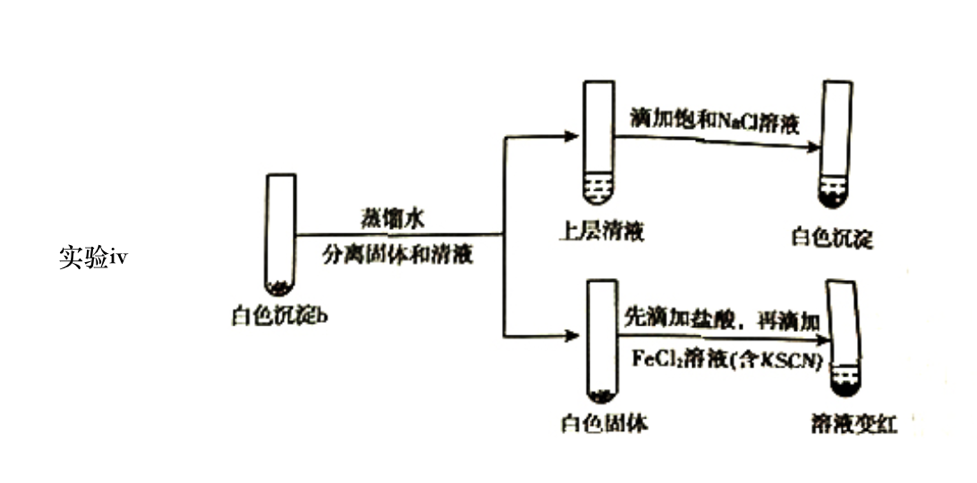 实验iv
白色沉淀b
蒸馏水
分离固体和清液
上层清液
滴加饱和NaCl溶液
白色沉淀
白色固体
先滴加盐酸，再滴加
FeCl₂溶液(含KSCN)
溶液变红